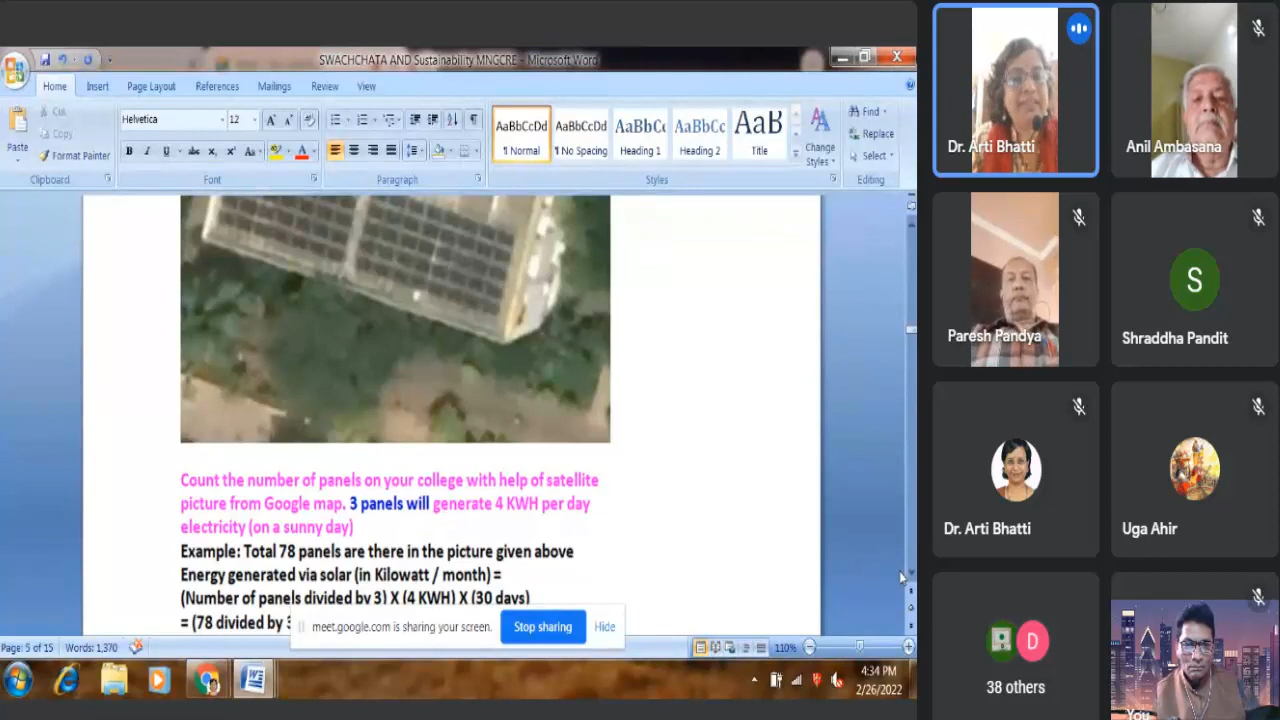 SWACHCHATA AND Sustainability MNGCRE - Microsoft Word
Home Insert Page Layout References Mailings Review View
Paste
Cut
Copy
Format Painter
Clipboard
Helvetica 12
Font
Paragraph
AaBbCcDd AaBbCcDd AaBbCc AaBbCc AaB
¶ Normal ¶ No Spacing Heading 1 Heading 2 Title
Change
Styles
Styles
Find
Replace
Select
Editing
Count the number of panels on your college with help of satellite
picture from Google map. 3 panels will generate 4 KWH per day
electricity (on a sunny day)
Example: Total 78 panels are there in the picture given above
Energy generated via solar (in Kilowatt / month) =
(Number of panels divided by 3) X (4 KWH) X (30 days)
= (78 divided by 3
meet.google.com is sharing your screen.
Stop sharing
Hide
Page: 5 of 15
Words: 1,370
110%
4:34 PM
2/26/2022
Dr. Arti Bhatti
Anil Ambasana
Paresh Pandya
S
Shraddha Pandit
Dr. Arti Bhatti
Uga Ahir
D
38 others
You